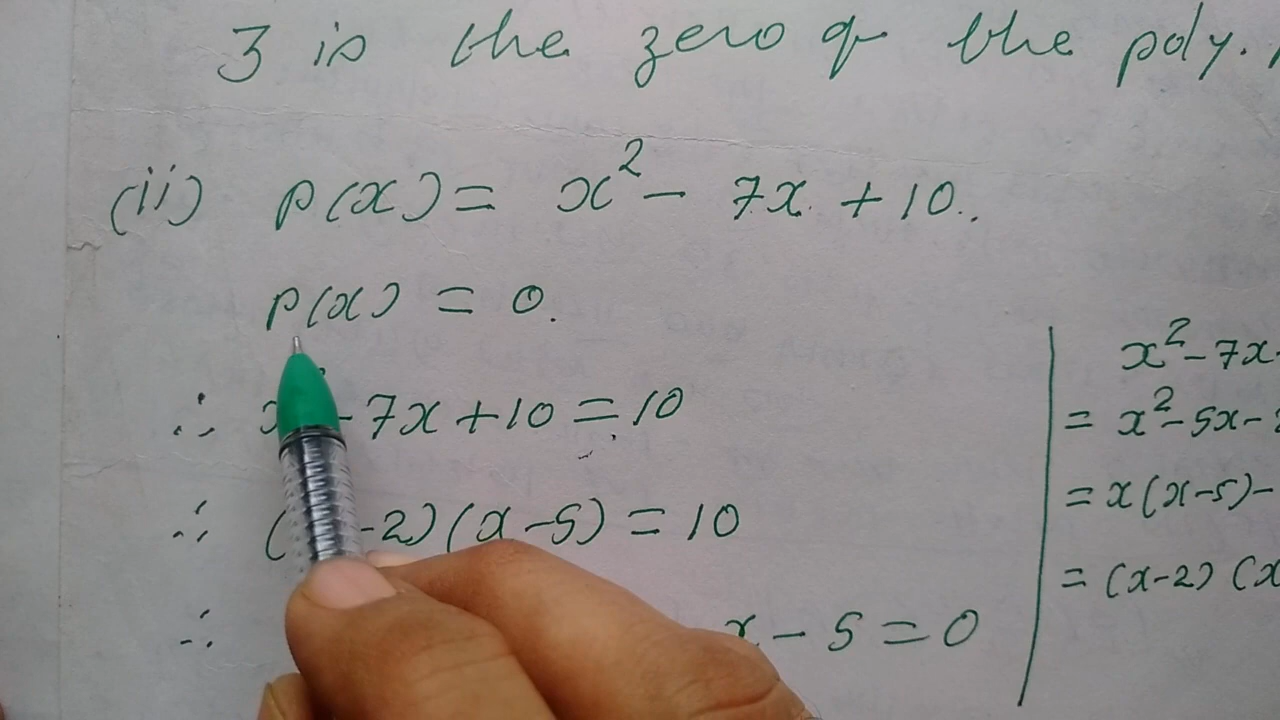 3 is the zero of the poly.
(ii) p(x) = x² - 7x + 10.
p(x) = 0.
∴ - 7x + 10 = 10
∴ ( -2) (x - 5) = 10
∴ x - 5 = 0
x² - 7x
= x² - 5x -
= x (x - 5) -
= (x - 2) (x